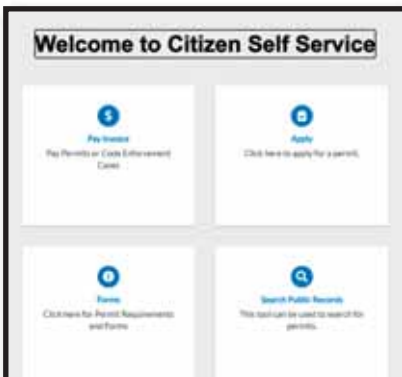 Welcome to Citizen Self Service
Pay Invoice
Pay Permits or Code Enforcement
Cases
Apply
Click here to apply for a permit.
Forms
Click here for Permit Requirements
and Forms
Search Public Records
This tool can be used to search for
permits.